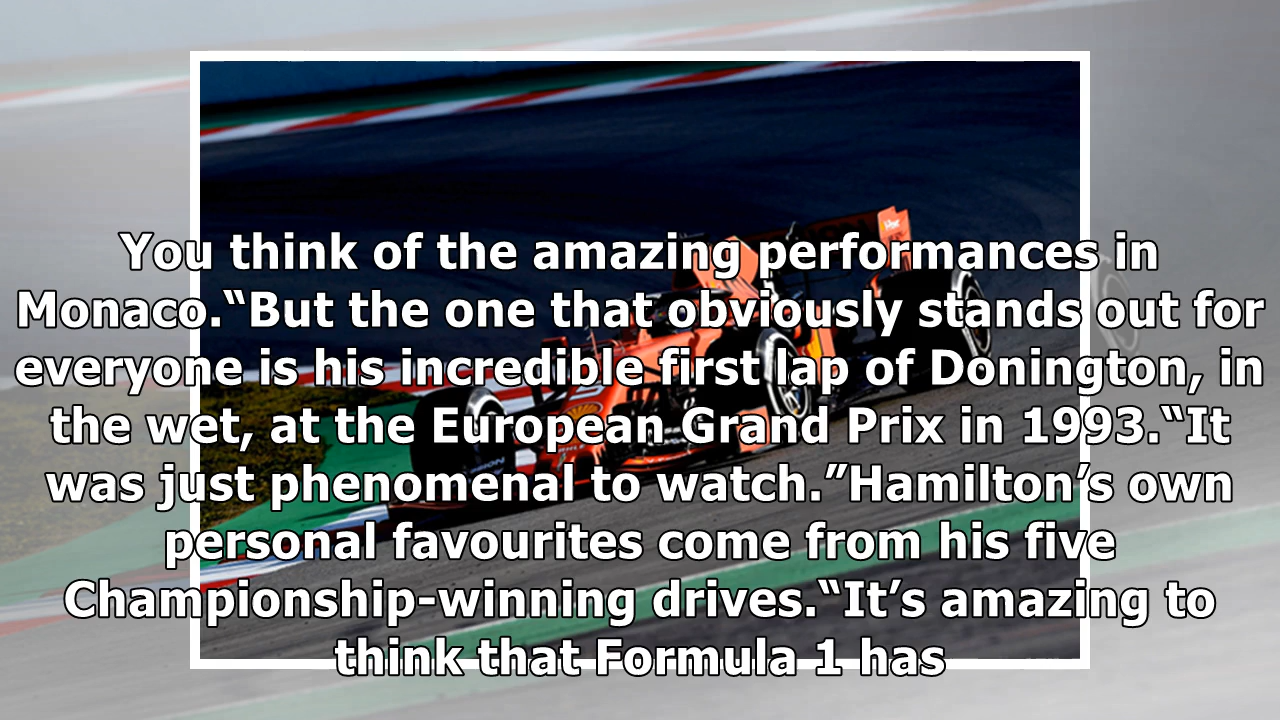 You think of the amazing performances in
Monaco.“But the one that obviously stands out for
everyone is his incredible first lap of Donington, in
the wet, at the European Grand Prix in 1993.“It
was just phenomenal to watch.”Hamilton’s own
personal favourites come from his five
Championship-winning drives.“It’s amazing to
think that Formula 1 has